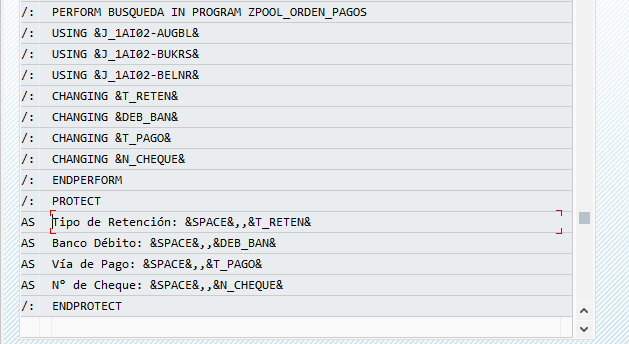 /: PERFORM BUSQUEDA IN PROGRAM ZPOOL_ORDEN_PAGOS
/: USING &J_1AI02-AUGBL&
/: USING &J_1AI02-BUKRS&
/: USING &J_1AI02-BELNR&
/: CHANGING &T_RETEN&
/: CHANGING &DEB_BAN&
/: CHANGING &T_PAGO&
/: CHANGING &N_CHEQUE&
/: ENDPERFORM
/: PROTECT
AS Tipo de Retención: &SPACE&,,&T_RETEN&
AS Banco Débito: &SPACE&,,&DEB_BAN&
AS Vía de Pago: &SPACE&,,&T_PAGO&
AS Nº de Cheque: &SPACE&,,&N_CHEQUE&
/: ENDPROTECT